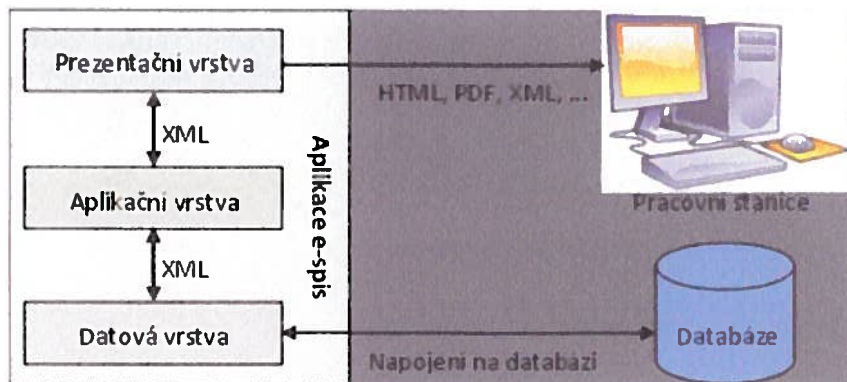 Prezentační vrstva
HTML, PDF, XML, ...
XML
Aplikační vrstva
Aplikace e-spis
Pracovní stanice
XML
Datová vrstva
Databáze
Napojení na databázi